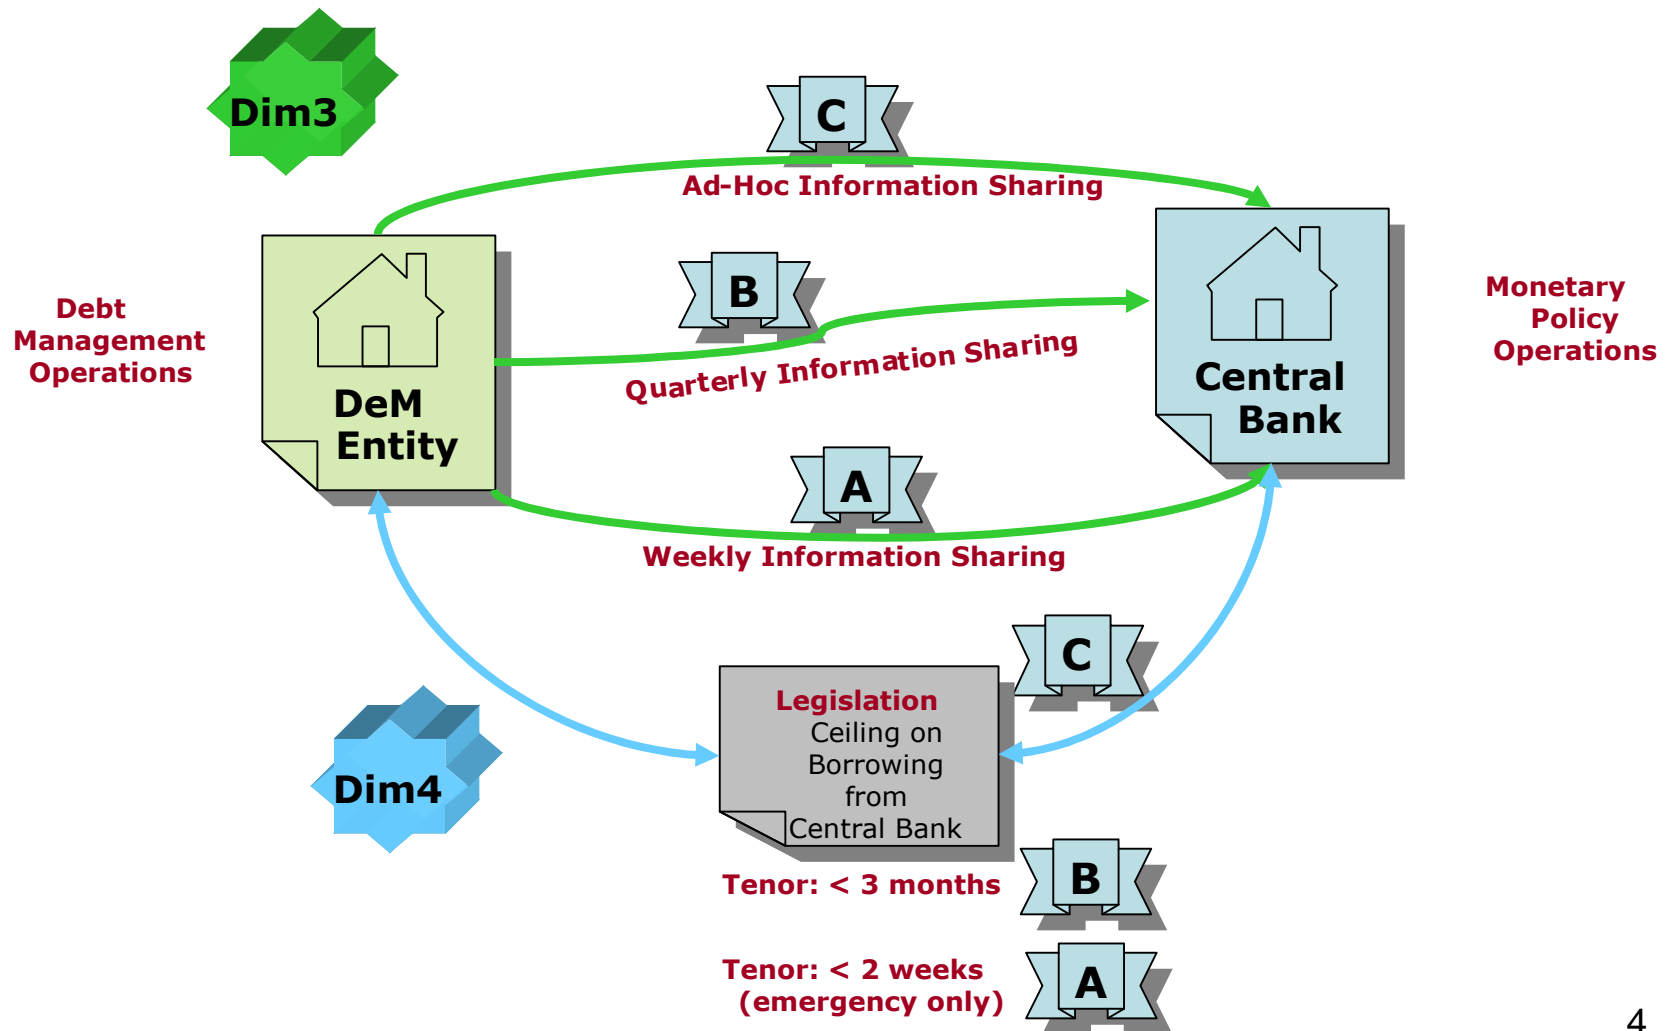 Dim3
C
Ad-Hoc Information Sharing
B
Quarterly Information Sharing
Debt
Management
Operations
DeM
Entity
Central
Bank
Monetary
Policy
Operations
A
Weekly Information Sharing
C
Legislation
Ceiling on
Borrowing
from
Central Bank
Dim4
Tenor: < 3 months
B
Tenor: < 2 weeks
(emergency only)
A
4